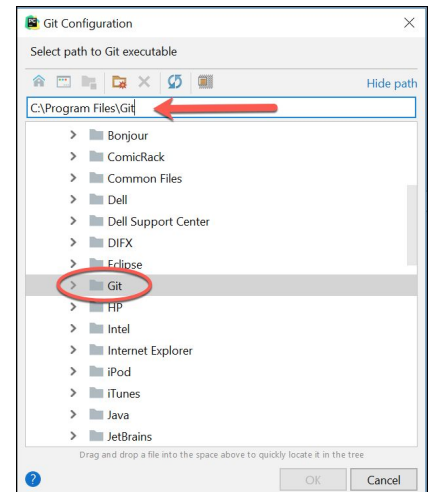 Git Configuration
Select path to Git executable
Hide path
C:\Program Files\Git
Bonjour
ComicRack
Common Files
Dell
Dell Support Center
DIFX
Eclipse
Git
HP
Intel
Internet Explorer
iPod
iTunes
Java
JetBrains
Drag and drop a file into the space above to quickly locate it in the tree
? OK Cancel